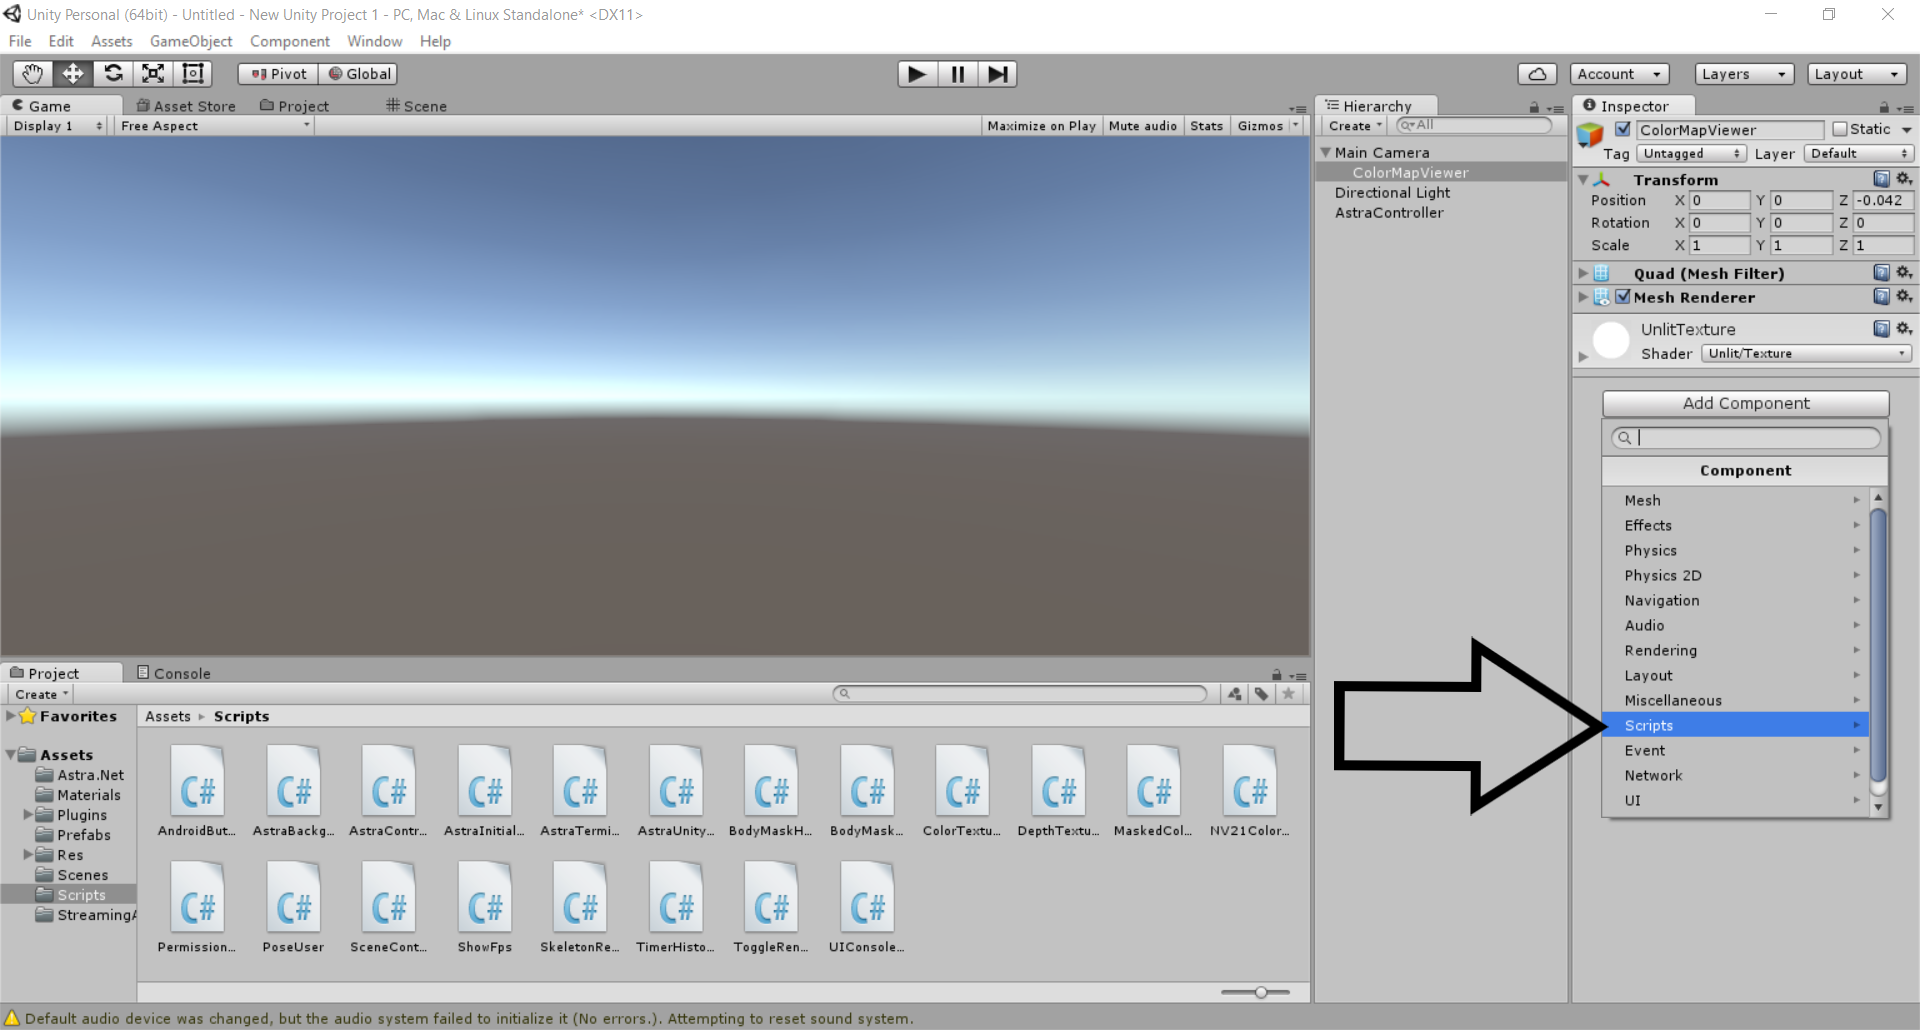 Unity Personal (64bit) - Untitled - New Unity Project 1 - PC, Mac & Linux Standalone* <DX11>
File Edit Assets GameObject Component Window Help
Pivot Global Account Layers Layout
Game Asset Store Project Scene
Display 1 Free Aspect Maximize on Play Mute audio Stats Gizmos
Hierarchy
Create All
Main Camera
ColorMapViewer
Directional Light
AstraController
Inspector
ColorMapViewer Static
Tag Untagged Layer Default
Transform
Position X 0 Y 0 Z -0.042
Rotation X 0 Y 0 Z 0
Scale X 1 Y 1 Z 1
Quad (Mesh Filter)
Mesh Renderer
UnlitTexture
Shader Unlit/Texture
Add Component
Component
Mesh
Effects
Physics
Physics 2D
Navigation
Audio
Rendering
Layout
Miscellaneous
Scripts
Event
Network
UI
Project Console
Create
Favorites
Assets
Astra.Net
Materials
Plugins
Prefabs
Res
Scenes
Scripts
StreamingA
Assets Scripts
C# C# C# C# C# C# C# C# C# C# C# C#
AndroidBut... AstraBackg... AstraContr... AstraInitial... AstraTermi... AstraUnity... BodyMaskH... BodyMask... ColorTextu... DepthTextu... MaskedCol... NV21Color...
C# C# C# C# C# C# C# C#
Permission... PoseUser SceneCont... ShowFps SkeletonRe... TimerHisto... ToggleRen... UIConsole...
Default audio device was changed, but the audio system failed to initialize it (No errors.). Attempting to reset sound system.